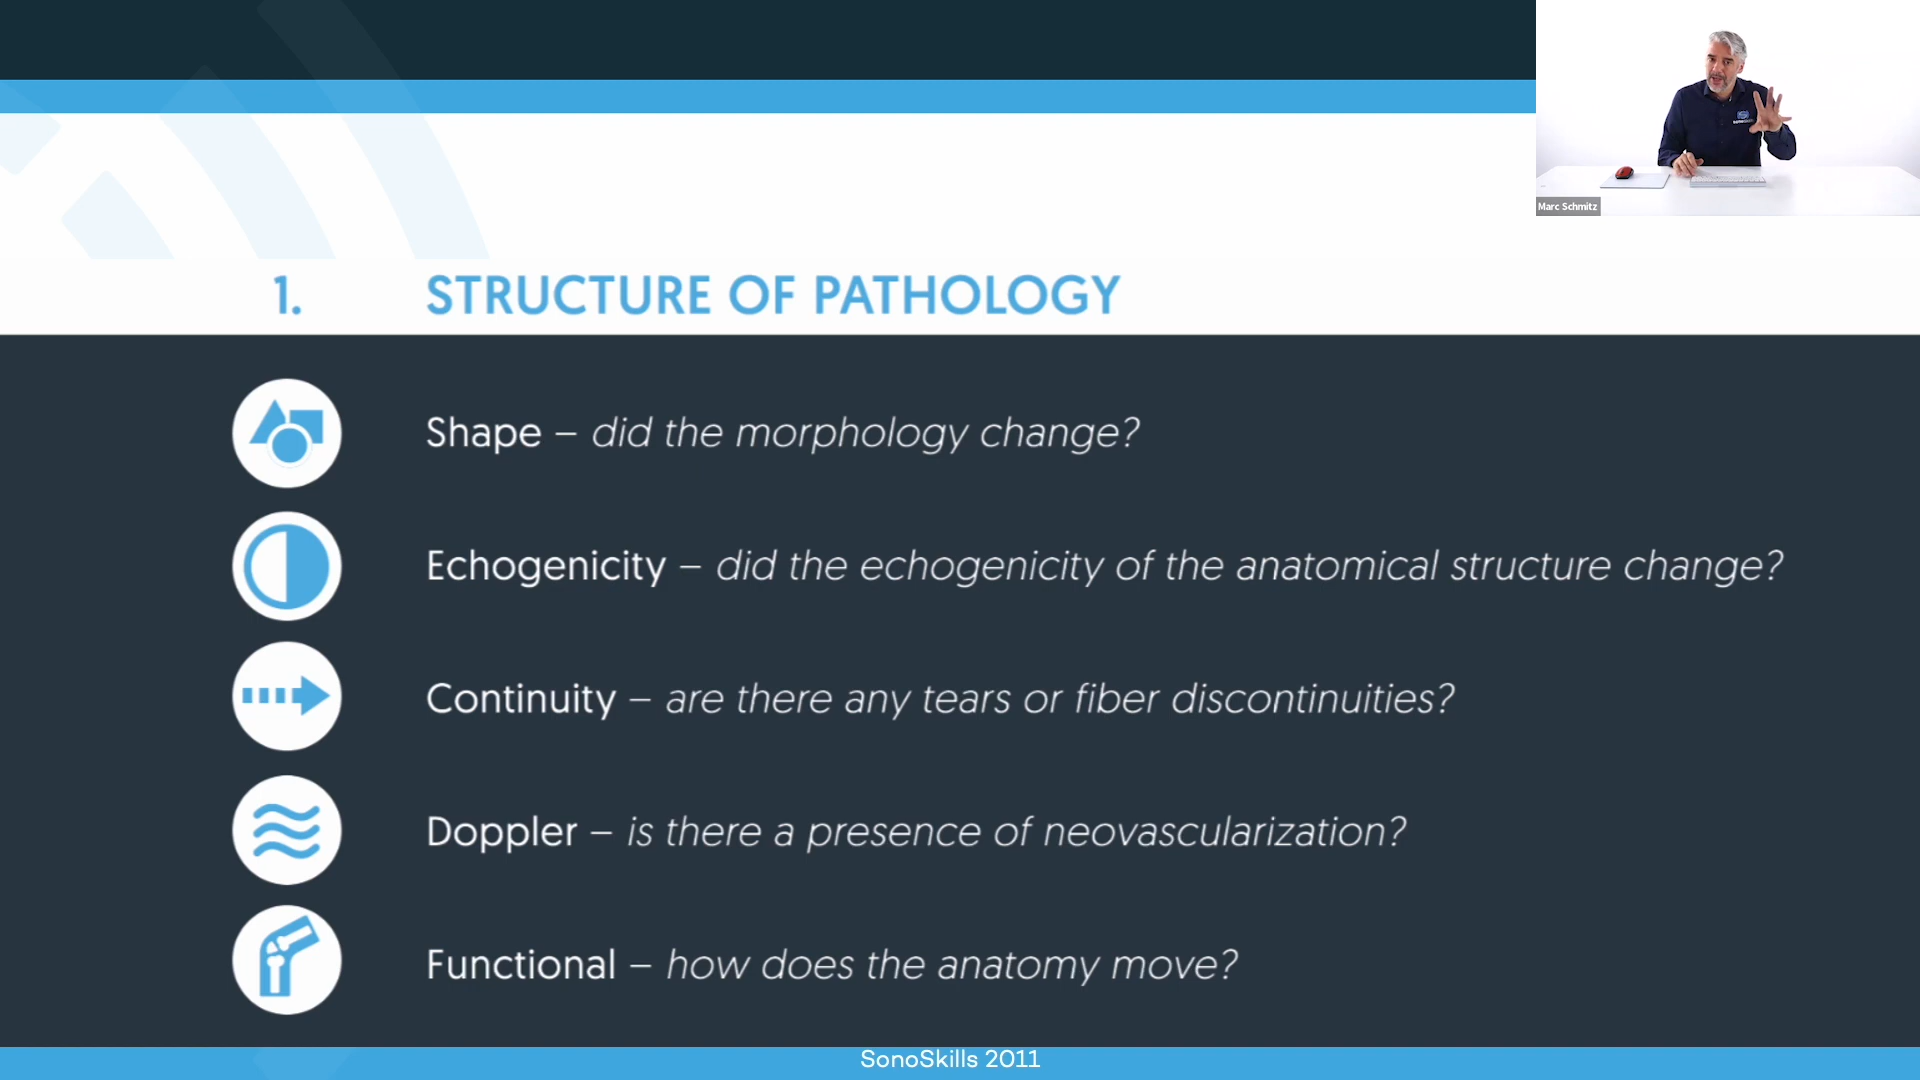 Marc Schmitz
1. STRUCTURE OF PATHOLOGY
Shape – did the morphology change?
Echogenicity – did the echogenicity of the anatomical structure change?
Continuity – are there any tears or fiber discontinuities?
Doppler – is there a presence of neovascularization?
Functional – how does the anatomy move?
SonoSkills 2011